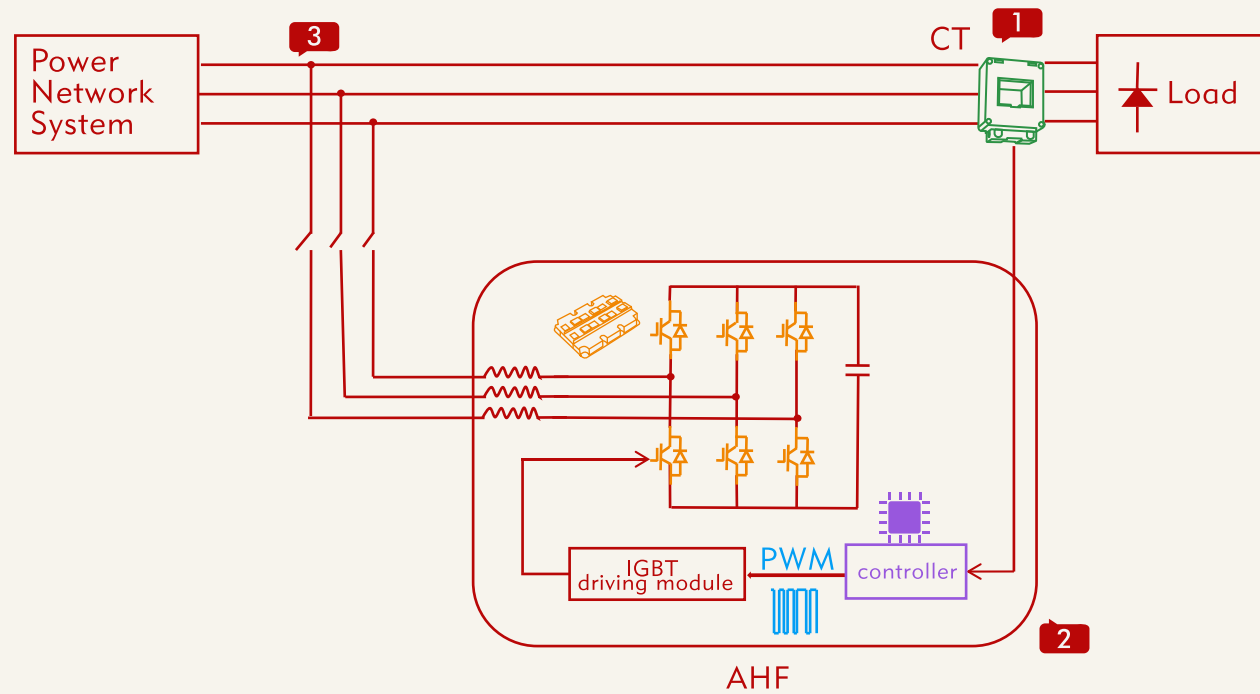 3
CT
1
Power
Network
System
Load
IGBT
driving module
PWM
controller
2
AHF